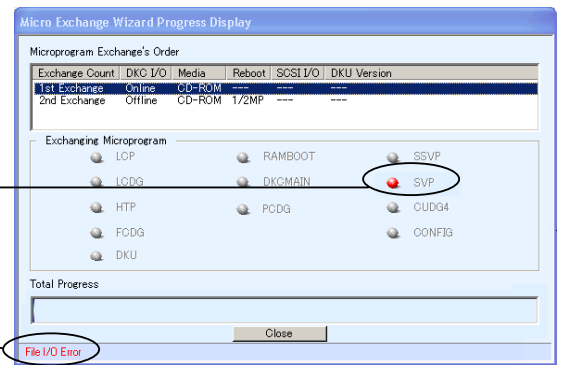 Micro Exchange Wizard Progress Display
Microprogram Exchange's Order
Exchange Count DKC I/O Media Reboot SCSI I/O DKU Version
1st Exchange Online CD-ROM --- --- ---
2nd Exchange Offline CD-ROM 1/2MP --- ---
Exchanging Microprogram
LCP RAMBOOT SSVP
LCDG DKCMAIN SVP
HTP PCDG CUDG4
FCDG CONFIG
DKU
Total Progress
Close
File I/O Error